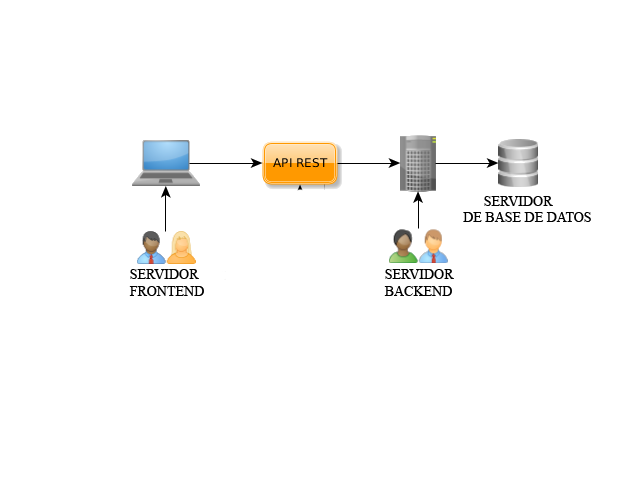 API REST
SERVIDOR
DE BASE DE DATOS
SERVIDOR
FRONTEND
SERVIDOR
BACKEND